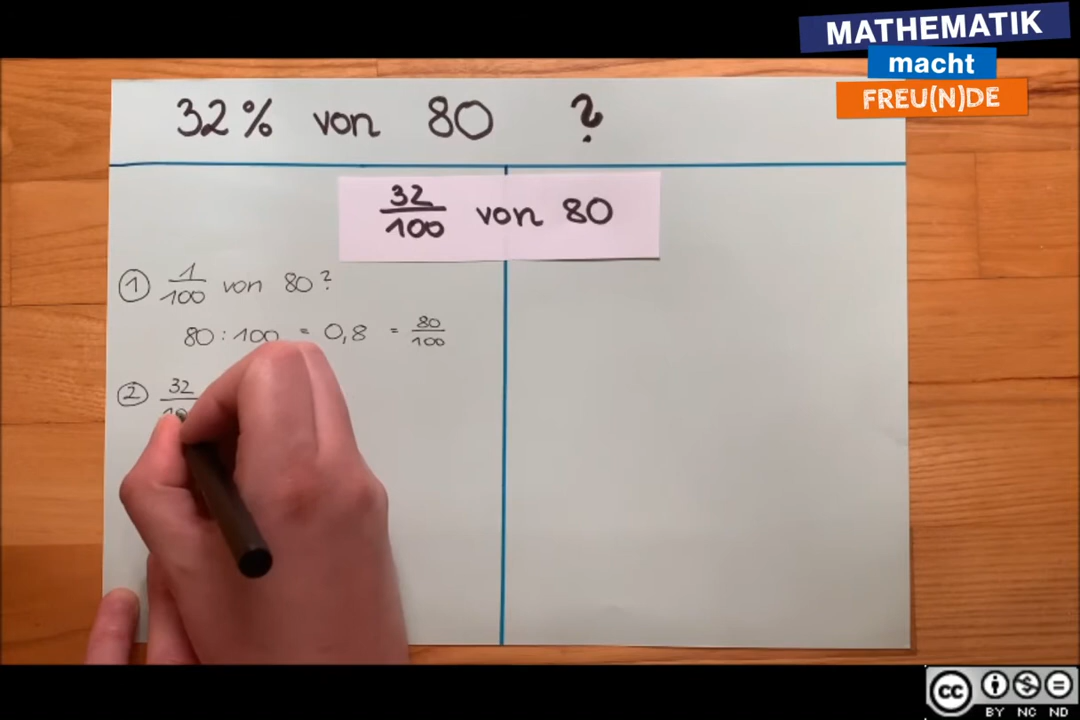 MATHEMATIK
macht
FREU(N)DE
32% von 80 ?
32/100 von 80
① 1/100 von 80?
80 : 100 = 0,8 = 80/100
② 32
cc
BY NC ND